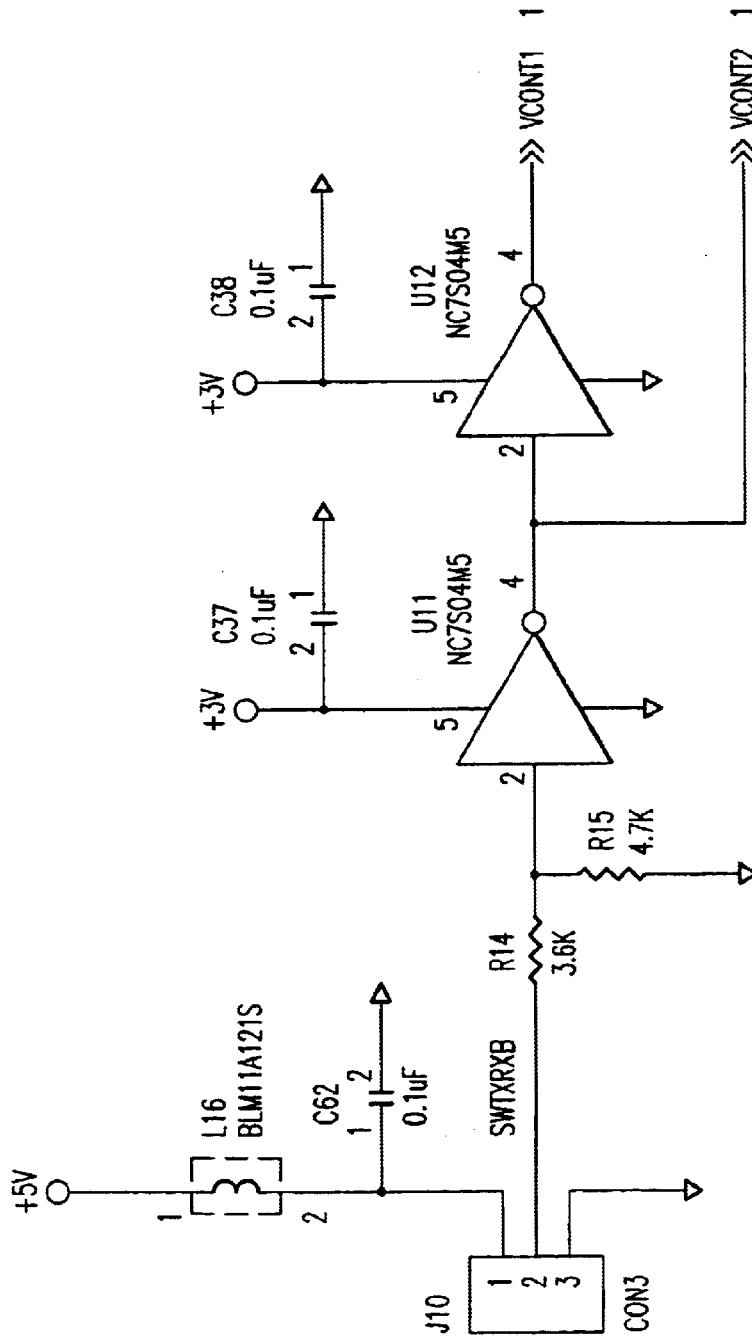 +5V
1
L16
BLM11A121S
2
C62
1 2
0.1uF
J10
1
2
3
CON3
SWTXRXB
R14
3.6K
R15
4.7K
+3V
C37
0.1uF
2 1
U11
NC7S04M5
5
2
4
+3V
C38
0.1uF
2 1
U12
NC7S04M5
5
2
4
VCONT1 1
VCONT2 1